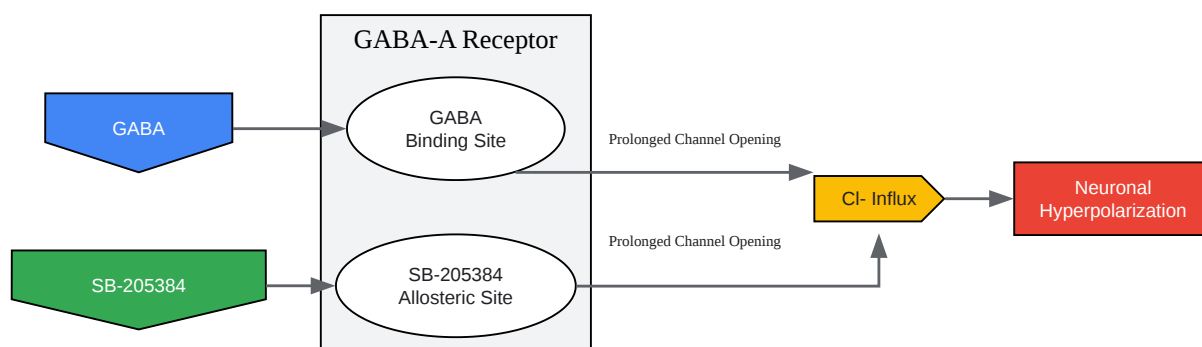 GABA-A Receptor
GABA
GABA
Binding Site
Prolonged Channel Opening
Cl- Influx
Neuronal
Hyperpolarization
SB-205384
SB-205384
Allosteric Site
Prolonged Channel Opening